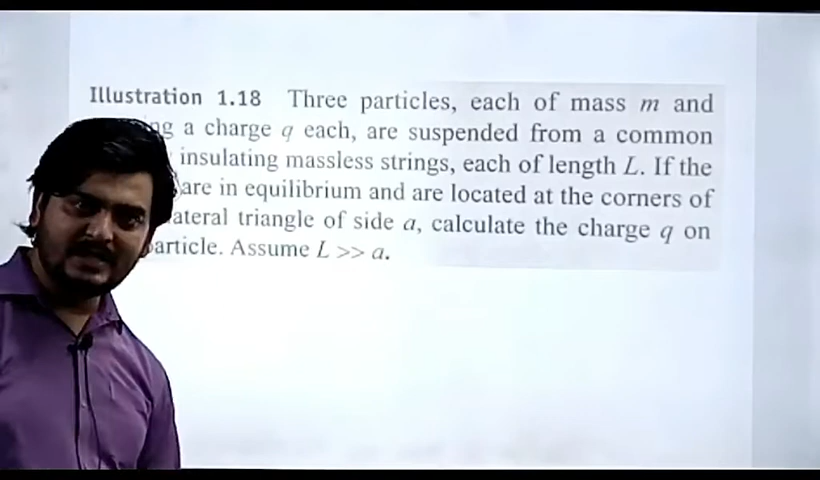 Illustration 1.18 Three particles, each of mass m and
a charge q each, are suspended from a common
insulating massless strings, each of length L. If the
are in equilibrium and are located at the corners of
triangle of side a, calculate the charge q on
particle. Assume L >> a.